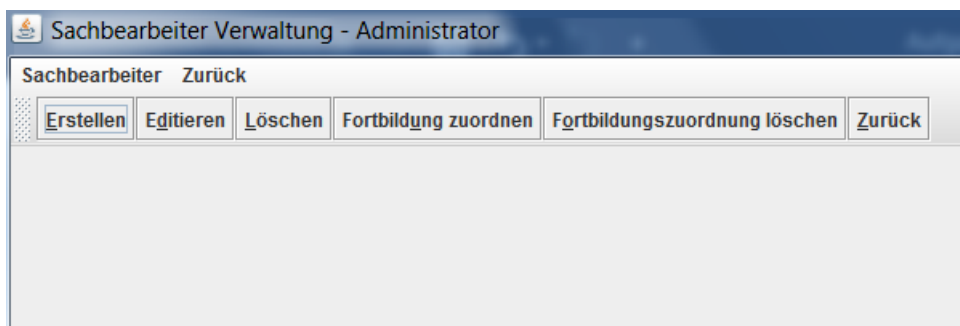 Sachbearbeiter Verwaltung - Administrator
Sachbearbeiter Zurück
Erstellen Editieren Löschen Fortbildung zuordnen Fortbildungszuordnung löschen Zurück